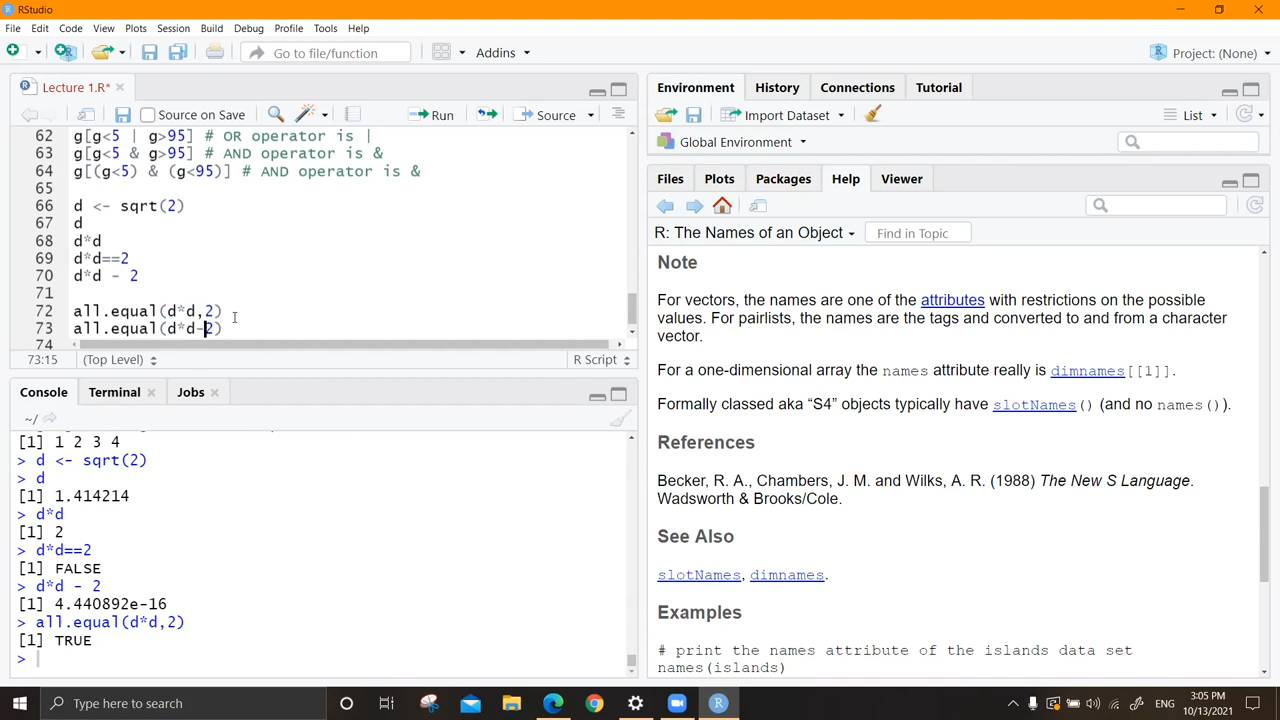 RStudio
File Edit Code View Plots Session Build Debug Profile Tools Help
Go to file/function
Addins
Project: (None)
Lecture 1.R*
Source on Save
Run
Source
62 g[g<5 | g>95] # OR operator is |
63 g[g<5 & g>95] # AND operator is &
64 g[(g<5) & (g<95)] # AND operator is &
65
66 d <- sqrt(2)
67 d
68 d*d
69 d*d==2
70 d*d - 2
71
72 all.equal(d*d,2)
73 all.equal(d*d-2)
74
73:15 (Top Level) R Script
Console Terminal Jobs
~/
[1] 1 2 3 4
> d <- sqrt(2)
> d
[1] 1.414214
> d*d
[1] 2
> d*d==2
[1] FALSE
> d*d - 2
[1] 4.440892e-16
> all.equal(d*d,2)
[1] TRUE
>
Environment History Connections Tutorial
Import Dataset
List
Global Environment
Files Plots Packages Help Viewer
R: The Names of an Object
Find in Topic
Note
For vectors, the names are one of the attributes with restrictions on the possible
values. For pairlists, the names are the tags and converted to and from a character
vector.
For a one-dimensional array the names attribute really is dimnames[[1]].
Formally classed aka “S4” objects typically have slotNames() (and no names()).
References
Becker, R. A., Chambers, J. M. and Wilks, A. R. (1988) The New S Language.
Wadsworth & Brooks/Cole.
See Also
slotNames, dimnames.
Examples
# print the names attribute of the islands data set
names(islands)
Type here to search
ENG
3:05 PM
10/13/2021